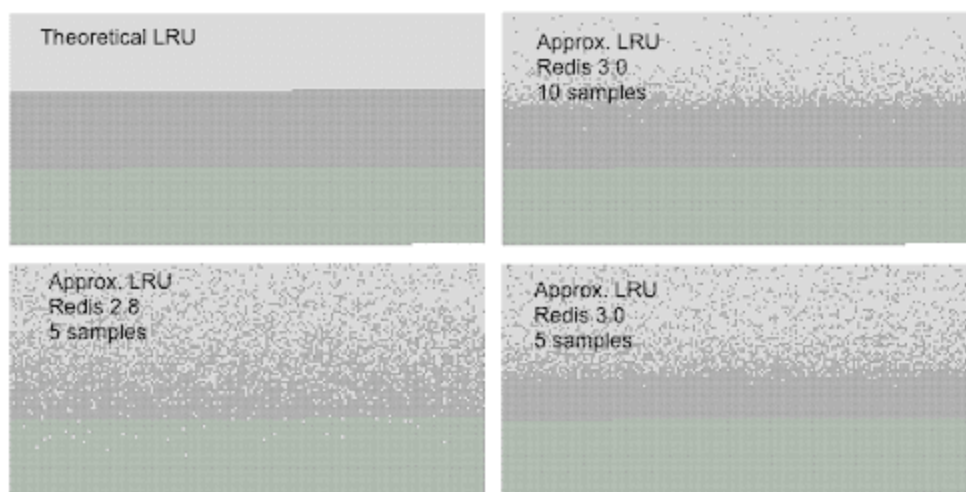 Theoretical LRU
Approx. LRU
Redis 3.0
10 samples
Approx. LRU
Redis 2.8
5 samples
Approx. LRU
Redis 3.0
5 samples